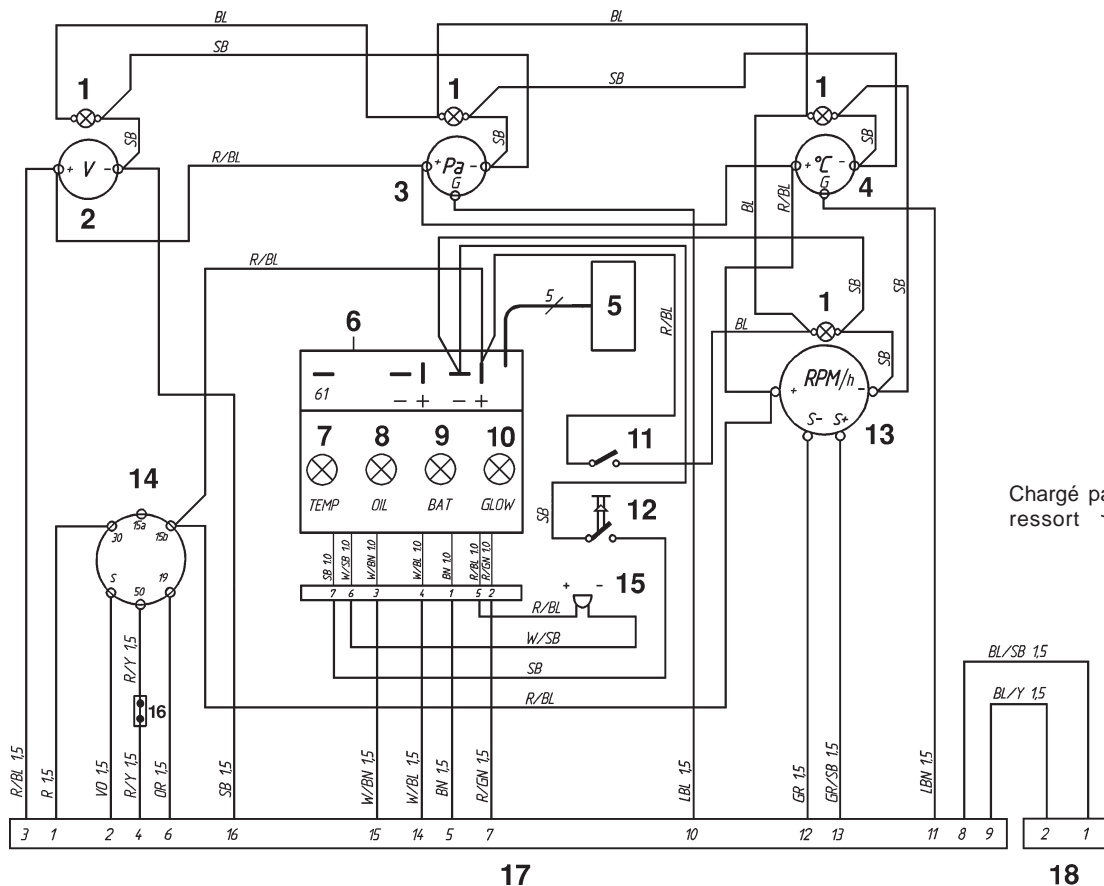 BL
BL
SB
SB
1
1
1
SB
SB
SB
+ V -
+ Pa -
G
+ °C -
G
R/BL
2
3
4
BL
R/BL
R/BL
5
5
R/BL
SB
SB
6
1
BL
SB
61
- + - +
RPM/h
+ -
S- S+
13
7 8 9 10
11
TEMP OIL BAT GLOW
12
SB
14
30 15a 15b
S 50 19
SB 1.0
W/SB 1.0
W/BN 1.0
W/BL 1.0
BN 1.0
R/BL 1.0
R/GN 1.0
7 6 3 4 1 5 2
+ -
15
R/BL
W/SB
SB
R/BL
R/Y 1,5
16
Chargé pa
ressort
BL/SB 1,5
BL/Y 1,5
R/BL 1,5
R 1,5
VO 1,5
R/Y 1,5
OR 1,5
SB 1,5
W/BN 1,5
W/BL 1,5
BN 1,5
R/GN 1,5
LBL 1,5
GR 1,5
GR/SB 1,5
LBN 1,5
3 1 2 4 6 16 15 14 5 7 10 12 13 11 8 9
2 1
17
18